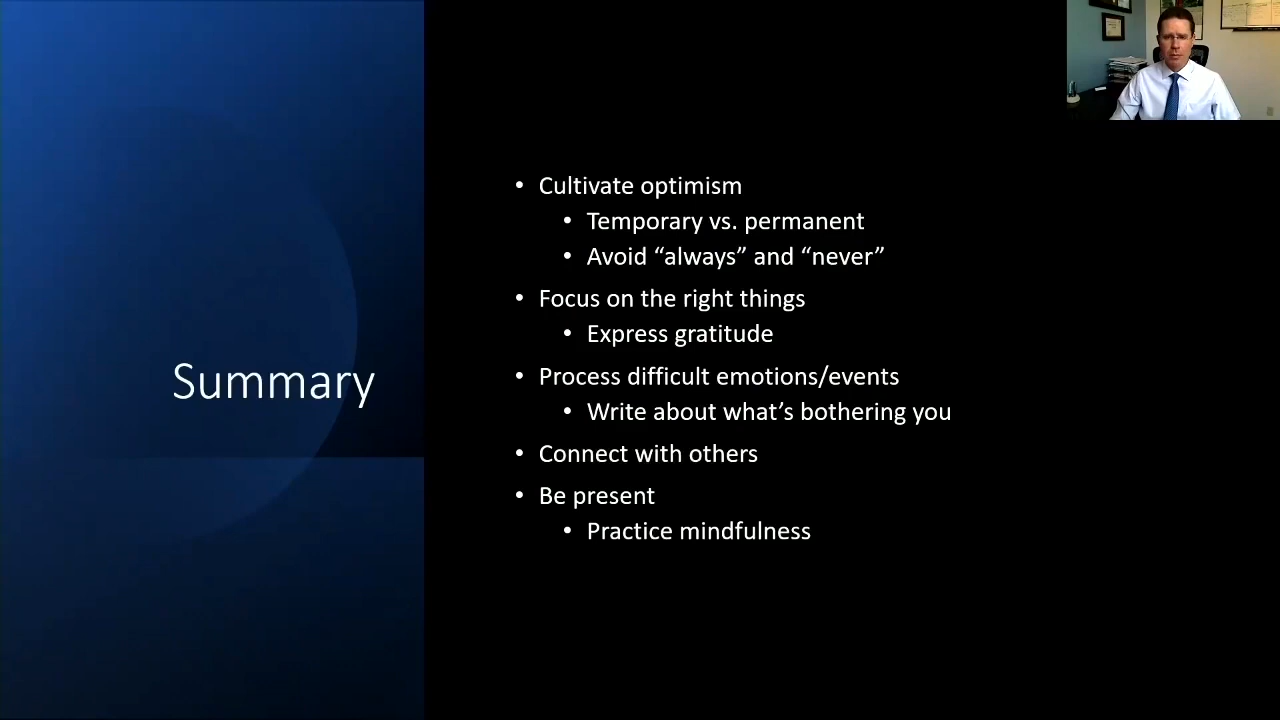 Summary
• Cultivate optimism
• Temporary vs. permanent
• Avoid “always” and “never”
• Focus on the right things
• Express gratitude
• Process difficult emotions/events
• Write about what’s bothering you
• Connect with others
• Be present
• Practice mindfulness